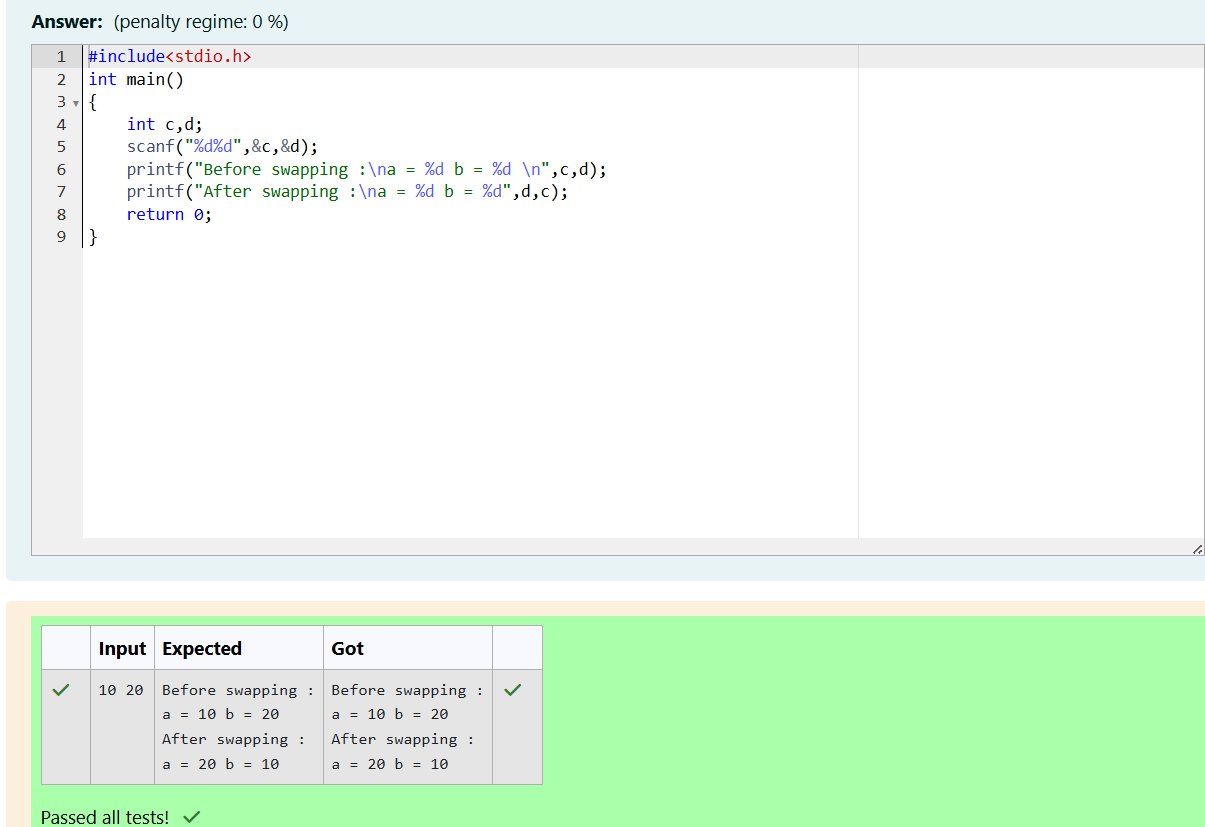 Answer: (penalty regime: 0 %)
1 #include<stdio.h>
2 int main()
3 {
4     int c,d;
5     scanf("%d%d",&c,&d);
6     printf("Before swapping :\na = %d b = %d \n",c,d);
7     printf("After swapping :\na = %d b = %d",d,c);
8     return 0;
9 }
Input Expected Got
10 20 Before swapping : Before swapping :
a = 10 b = 20 a = 10 b = 20
After swapping : After swapping :
a = 20 b = 10 a = 20 b = 10
Passed all tests!